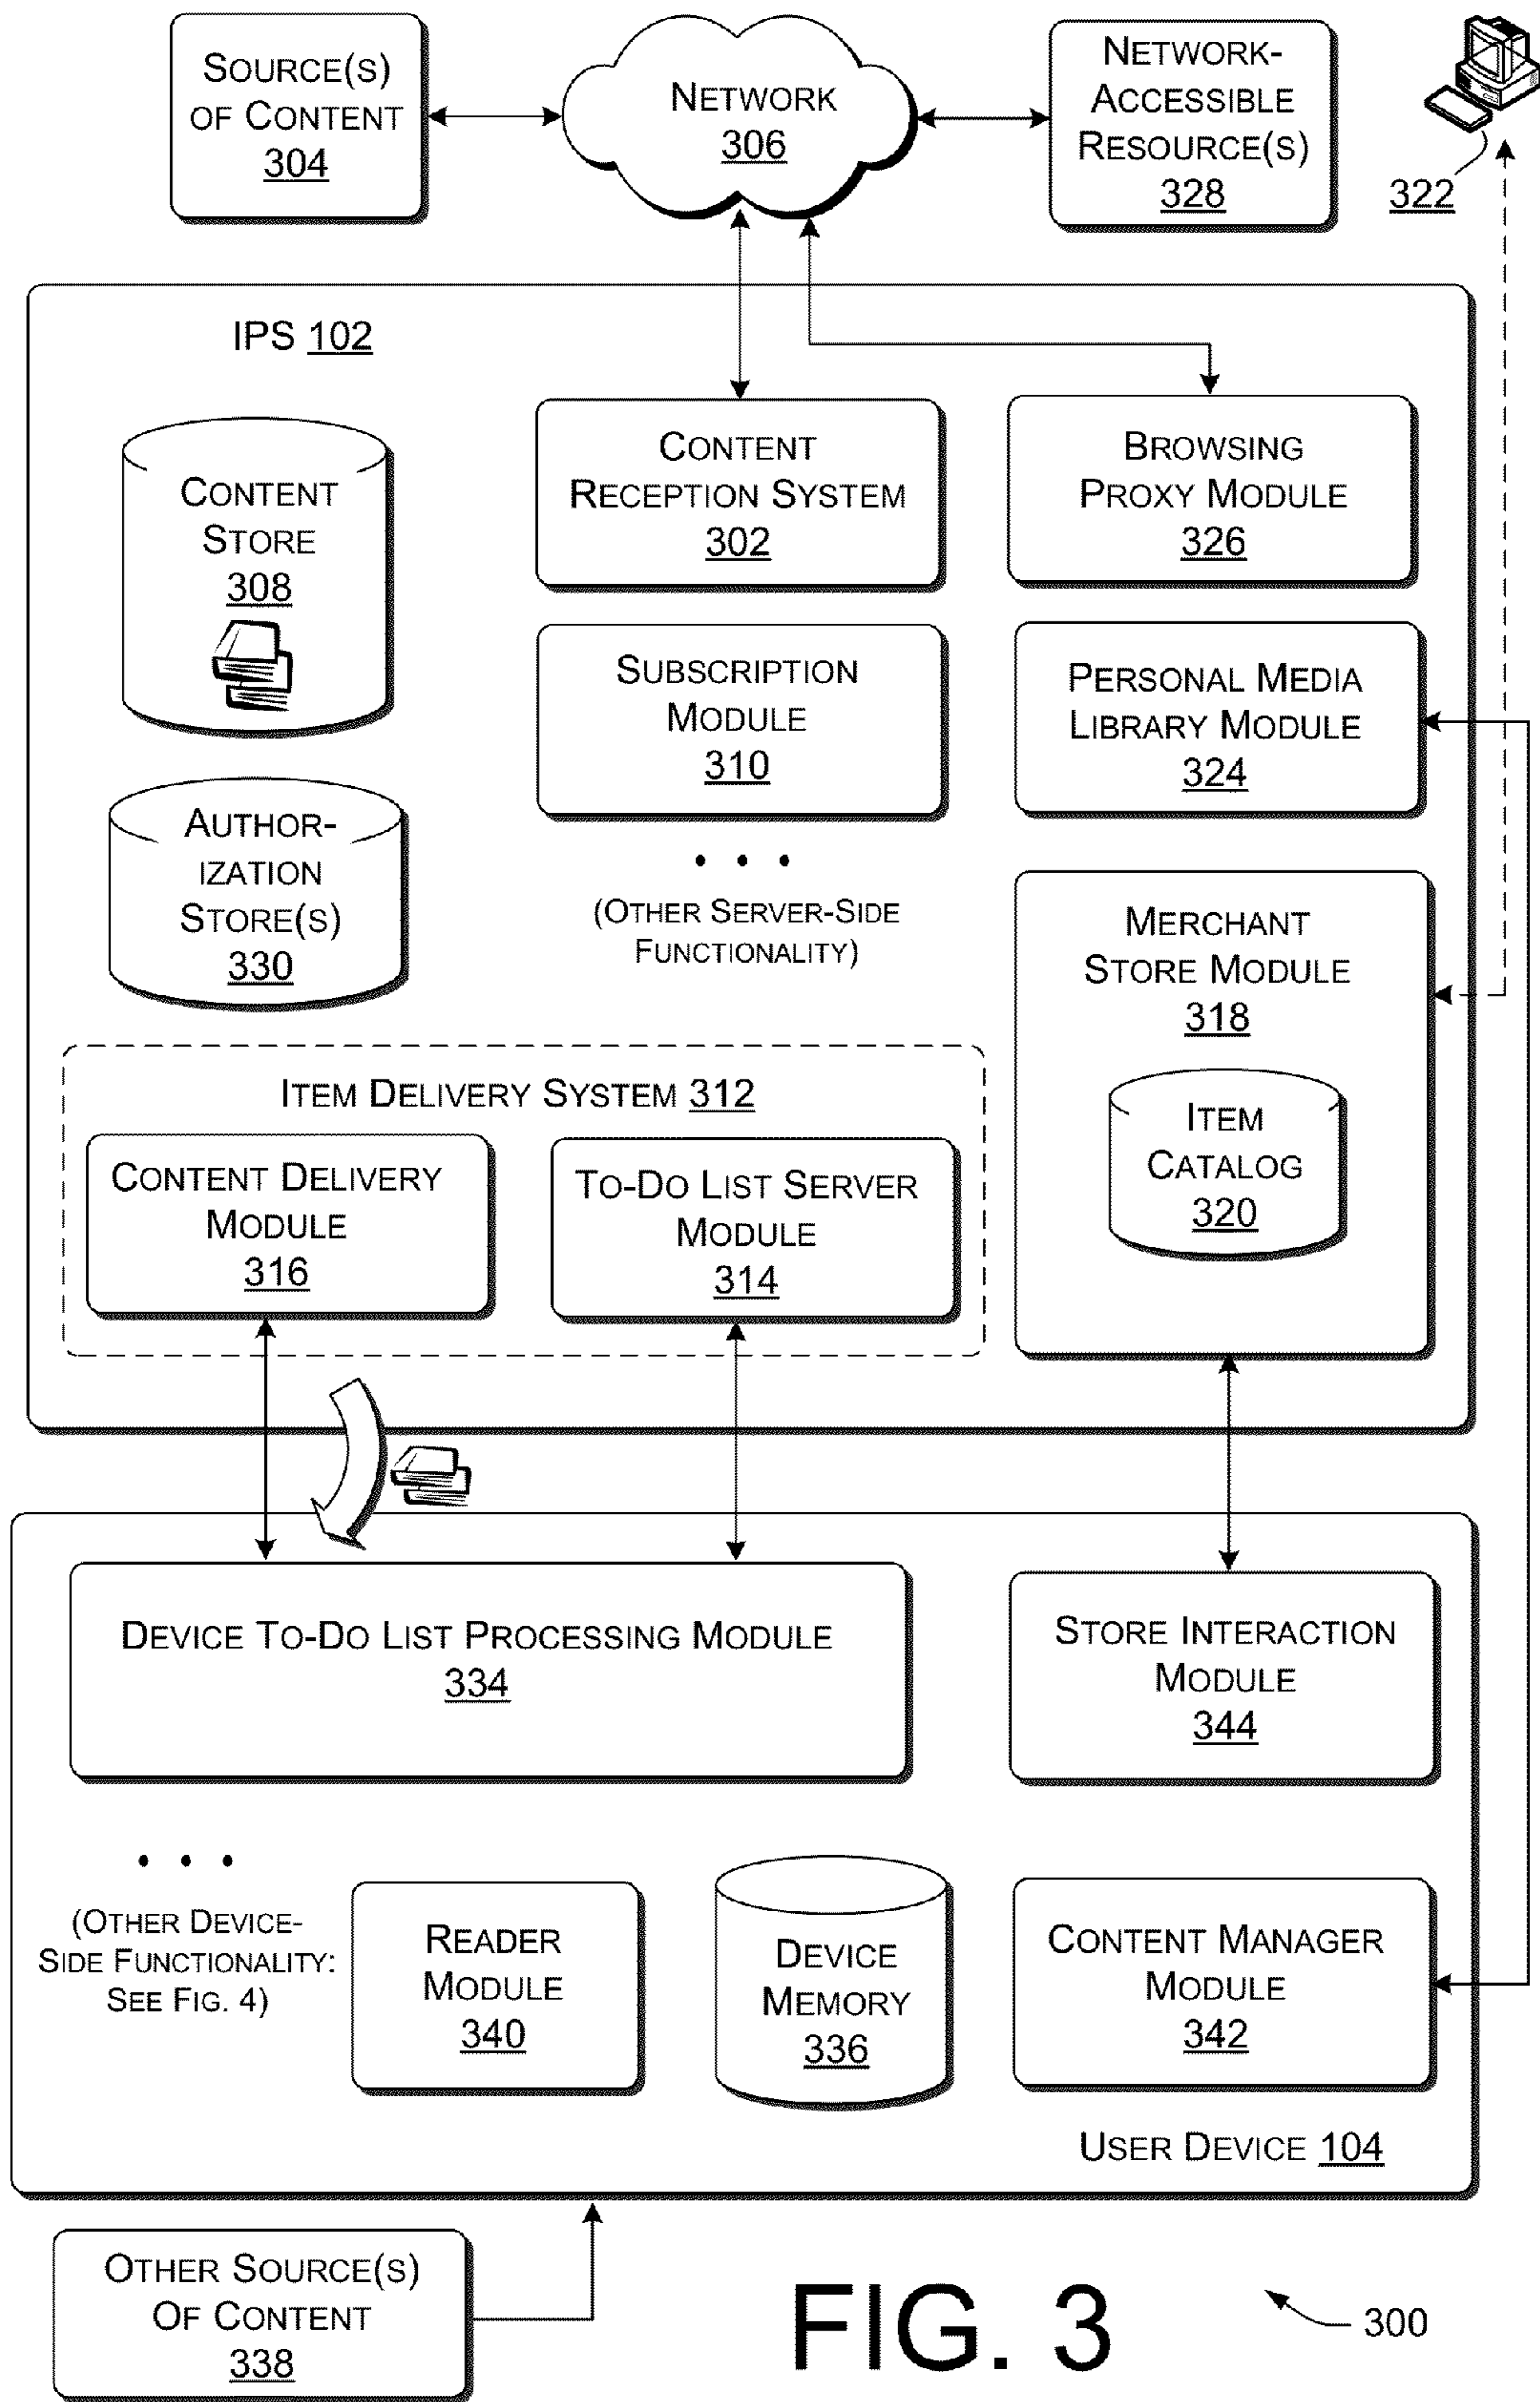 SOURCE(S)
OF CONTENT
304
NETWORK
306
NETWORK-
ACCESSIBLE
RESOURCE(S)
328
322
IPS 102
CONTENT
STORE
308
CONTENT
RECEPTION SYSTEM
302
BROWSING
PROXY MODULE
326
SUBSCRIPTION
MODULE
310
PERSONAL MEDIA
LIBRARY MODULE
324
AUTHOR-
IZATION
STORE(S)
330
• • •
(OTHER SERVER-SIDE
FUNCTIONALITY)
MERCHANT
STORE MODULE
318
ITEM
CATALOG
320
ITEM DELIVERY SYSTEM 312
CONTENT DELIVERY
MODULE
316
TO-DO LIST SERVER
MODULE
314
DEVICE TO-DO LIST PROCESSING MODULE
334
STORE INTERACTION
MODULE
344
• • •
(OTHER DEVICE-
SIDE FUNCTIONALITY:
SEE FIG. 4)
READER
MODULE
340
DEVICE
MEMORY
336
CONTENT MANAGER
MODULE
342
USER DEVICE 104
OTHER SOURCE(S)
OF CONTENT
338
FIG. 3
300